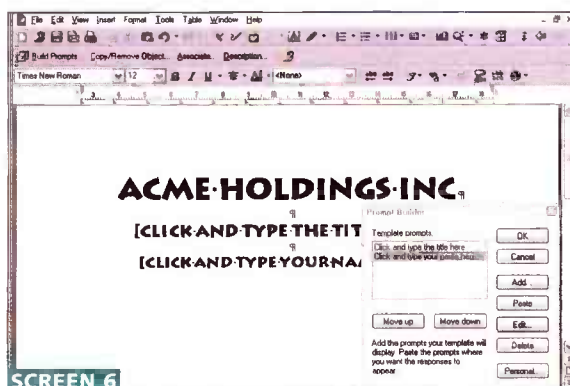 File Edit View Insert Format Tools Table Window Help
Build Prompts Copy/Remove Object... Associate... Description...
Times New Roman 12 B I U <None>
ACME·HOLDINGS·INC
[CLICK·AND·TYPE·THE·TIT
[CLICK·AND·TYPE·YOUR·NA
Prompt Builder
Template prompts:
Click and type the title here
Click and type your
OK
Cancel
Add...
Paste
Move up Move down
Edit...
Delete
Personal...
Add the prompts your template will
display. Paste the prompts where
you want the responses to
appear
SCREEN 6